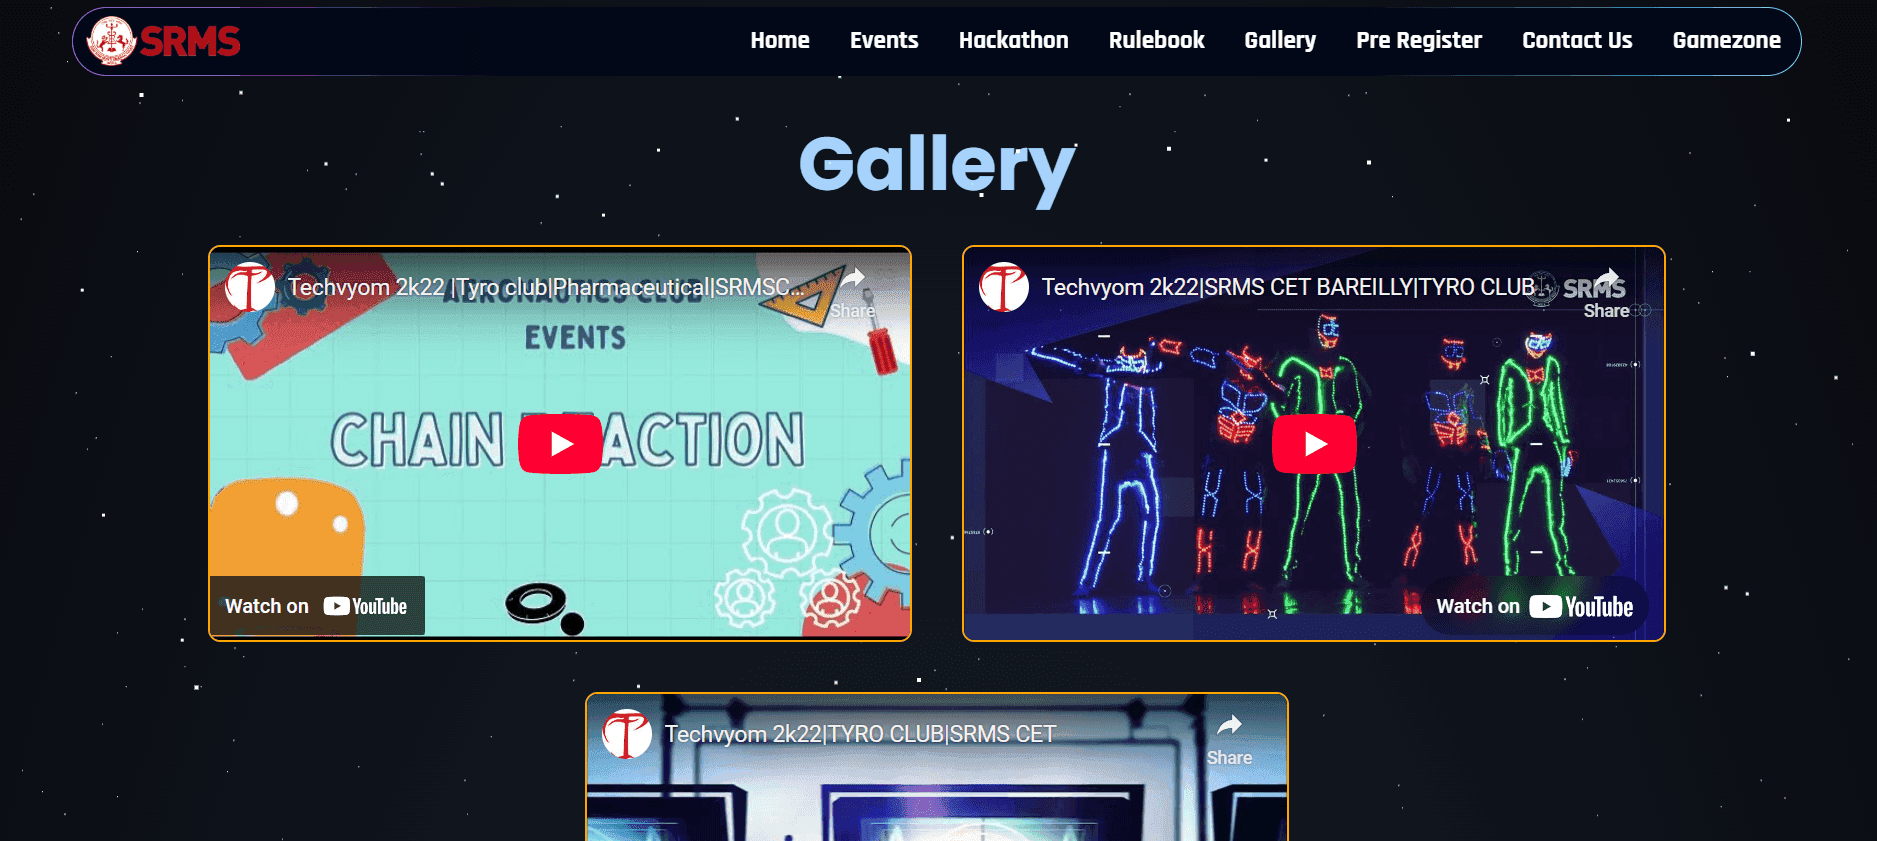 SRMS
Home Events Hackathon Rulebook Gallery Pre Register Contact Us Gamezone
Gallery
Techvyom 2k22 |Tyro club|Pharmaceutical|SRMSC...
Share
CLUB
EVENTS
CHAIN
ACTION
Watch on YouTube
Techvyom 2k22|SRMS CET BAREILLY|TYRO CLUB
SRMS
Share
Watch on YouTube
Techvyom 2k22|TYRO CLUB|SRMS CET
Share